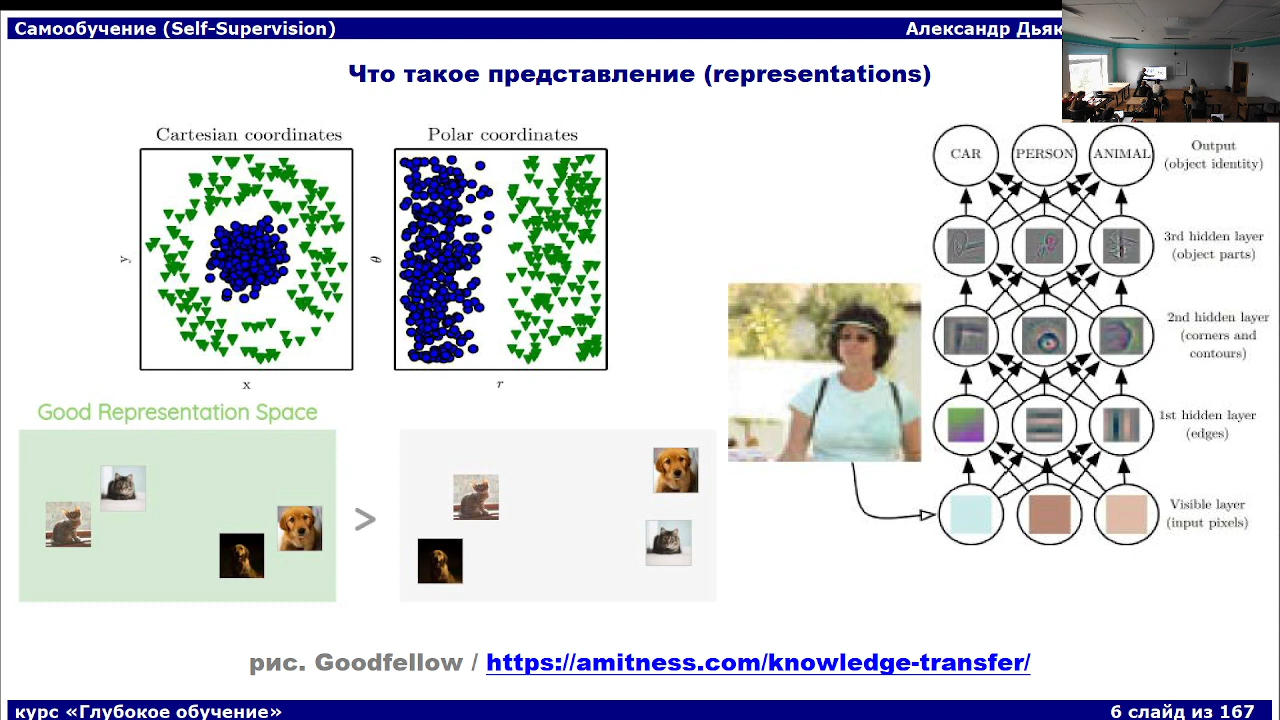 Самообучение (Self-Supervision)
Александр Дьяк
Что такое представление (representations)
Cartesian coordinates
y
x
Polar coordinates
θ
r
Good Representation Space
>
CAR
PERSON
ANIMAL
Output
(object identity)
3rd hidden layer
(object parts)
2nd hidden layer
(corners and
contours)
1st hidden layer
(edges)
Visible layer
(input pixels)
рис. Goodfellow / https://amitness.com/knowledge-transfer/
курс «Глубокое обучение»
6 слайд из 167